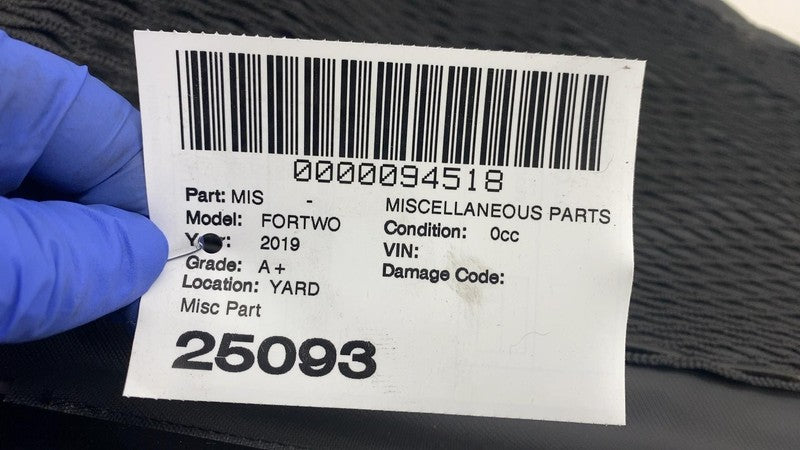 0000094518
Part: MIS - MISCELLANEOUS PARTS
Model: FORTWO Condition: 0cc
2019 VIN:
Grade: A+ Damage Code:
Location: YARD
Misc Part
25093